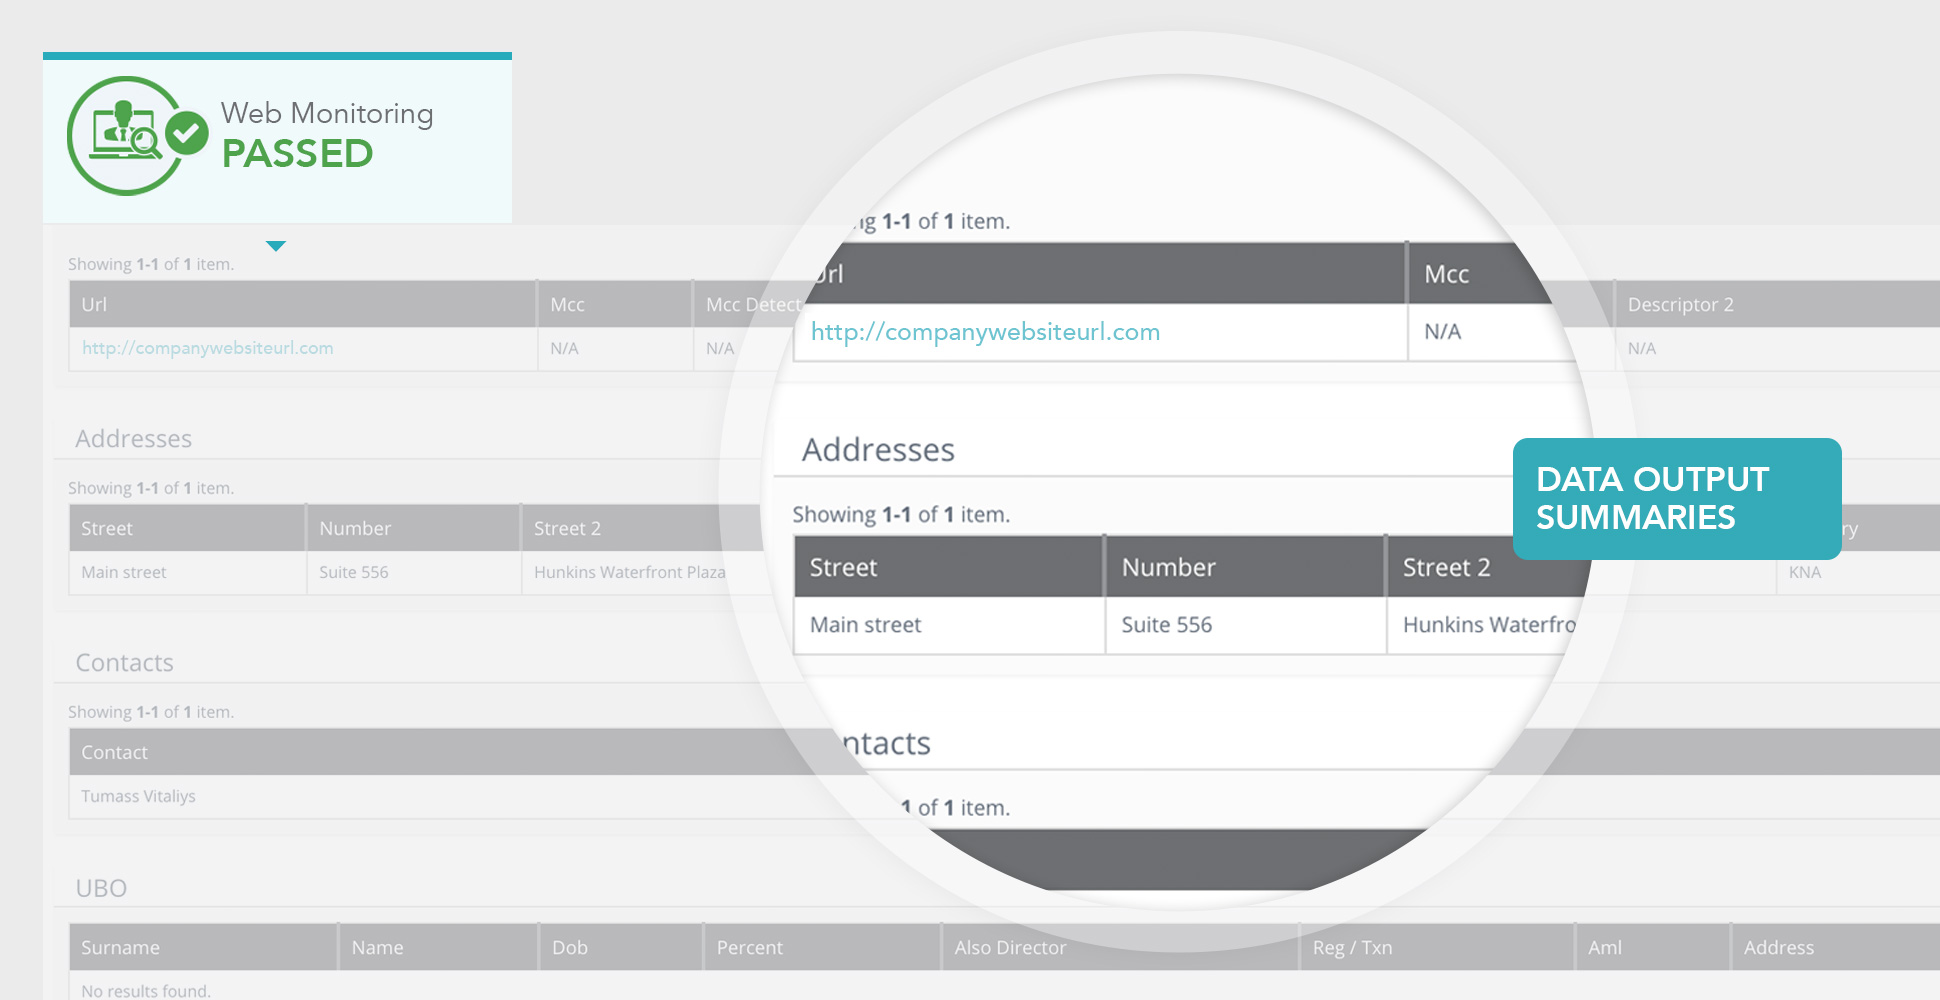 Web Monitoring
PASSED
Showing 1-1 of 1 item.
Url Mcc Mcc Detect Descriptor 2
http://companywebsiteurl.com N/A N/A N/A
Addresses
Showing 1-1 of 1 item.
Street Number Street 2
Main street Suite 556 Hunkins Waterfront Plaza KNA
Contacts
Showing 1-1 of 1 item.
Contact
Tumass Vitaliys
UBO
Surname Name Dob Percent Also Director Reg / Txn Aml Address
No results found.
1-1 of 1 item.
Url Mcc
http://companywebsiteurl.com N/A
Addresses
Showing 1-1 of 1 item.
Street Number Street 2
Main street Suite 556 Hunkins Waterfro
ntacts
1 of 1 item.
DATA OUTPUT
SUMMARIES